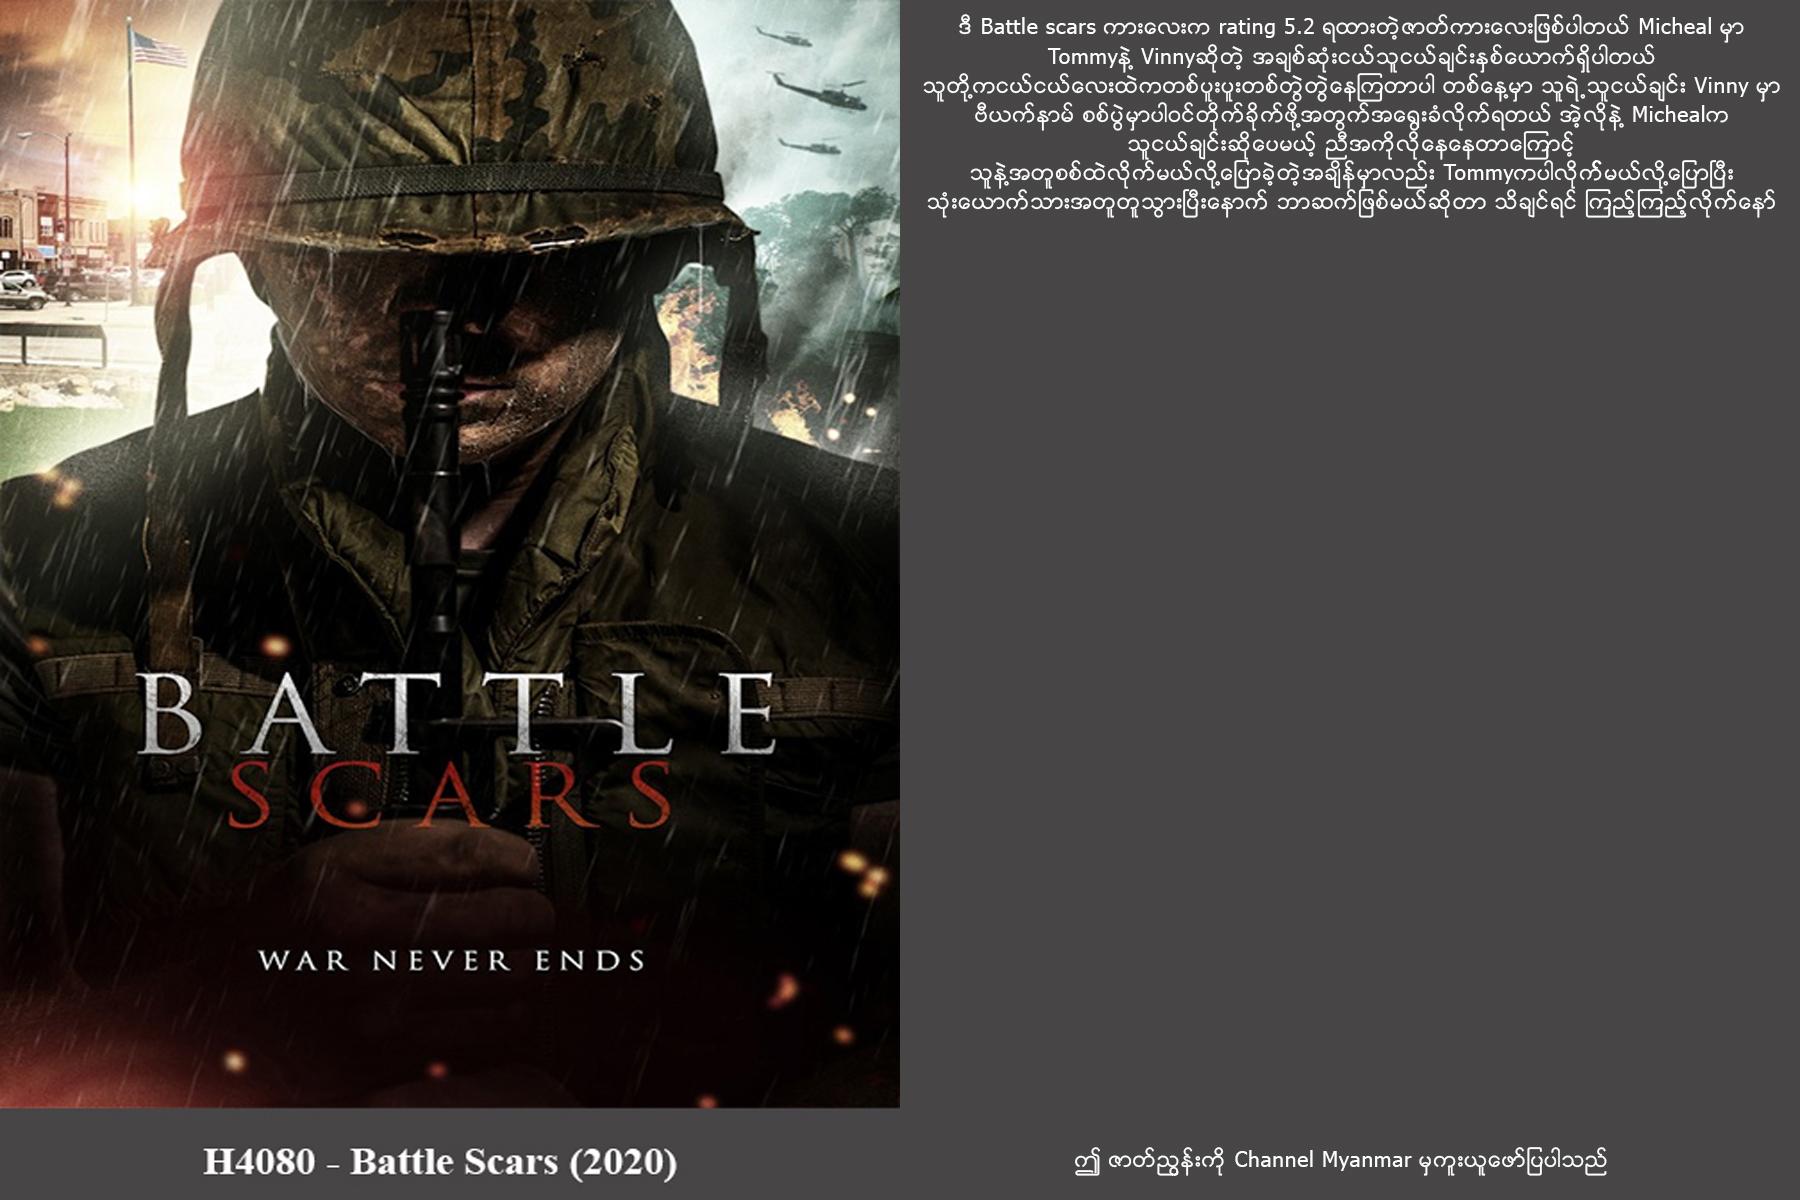 BATTLE
SCARS
WAR NEVER ENDS
H4080 - Battle Scars (2020)
ဒီ Battle scars ကားလေးက rating 5.2 ရထားတဲ့ဇာတ်ကားလေးဖြစ်ပါတယ် Micheal မှာ
Tommyနဲ့ Vinnyဆိုတဲ့ အချစ်ဆုံးငယ်သူငယ်ချင်းနှစ်ယောက်ရှိပါတယ်
သူတို့ကငယ်ငယ်လေးထဲကတစ်ပူးပူးတစ်တွဲတွဲနေကြတာပါ တစ်နေ့မှာ သူရဲ့သူငယ်ချင်း Vinny မှာ
ဗီယက်နာမ် စစ်ပွဲမှာပါဝင်တိုက်ခိုက်ဖို့အတွက်အရွေးခံလိုက်ရတယ် အဲ့လိုနဲ့ Michealက
သူငယ်ချင်းဆိုပေမယ့် ညီအကိုလိုနေနေတာကြောင့်
သူနဲ့အတူစစ်ထဲလိုက်မယ်လို့ပြောခဲ့တဲ့အချိန်မှာလည်း Tommyကပါလိုက်မယ်လို့ပြောပြီး
သုံးယောက်သားအတူတူသွားပြီးနောက် ဘာဆက်ဖြစ်မယ်ဆိုတာ သိချင်ရင် ကြည့်ကြည့်လိုက်နော်
ဤ ဇာတ်ညွန်းကို Channel Myanmar မှကူးယူဖော်ပြပါသည်